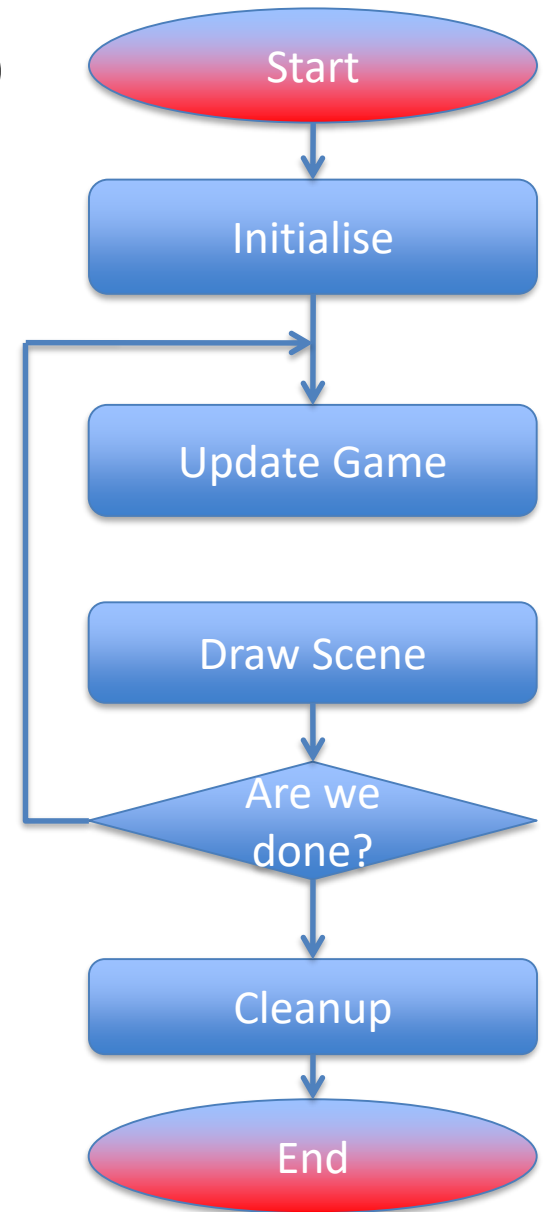 )
Start
Initialise
Update Game
Draw Scene
Are we
done?
Cleanup
End